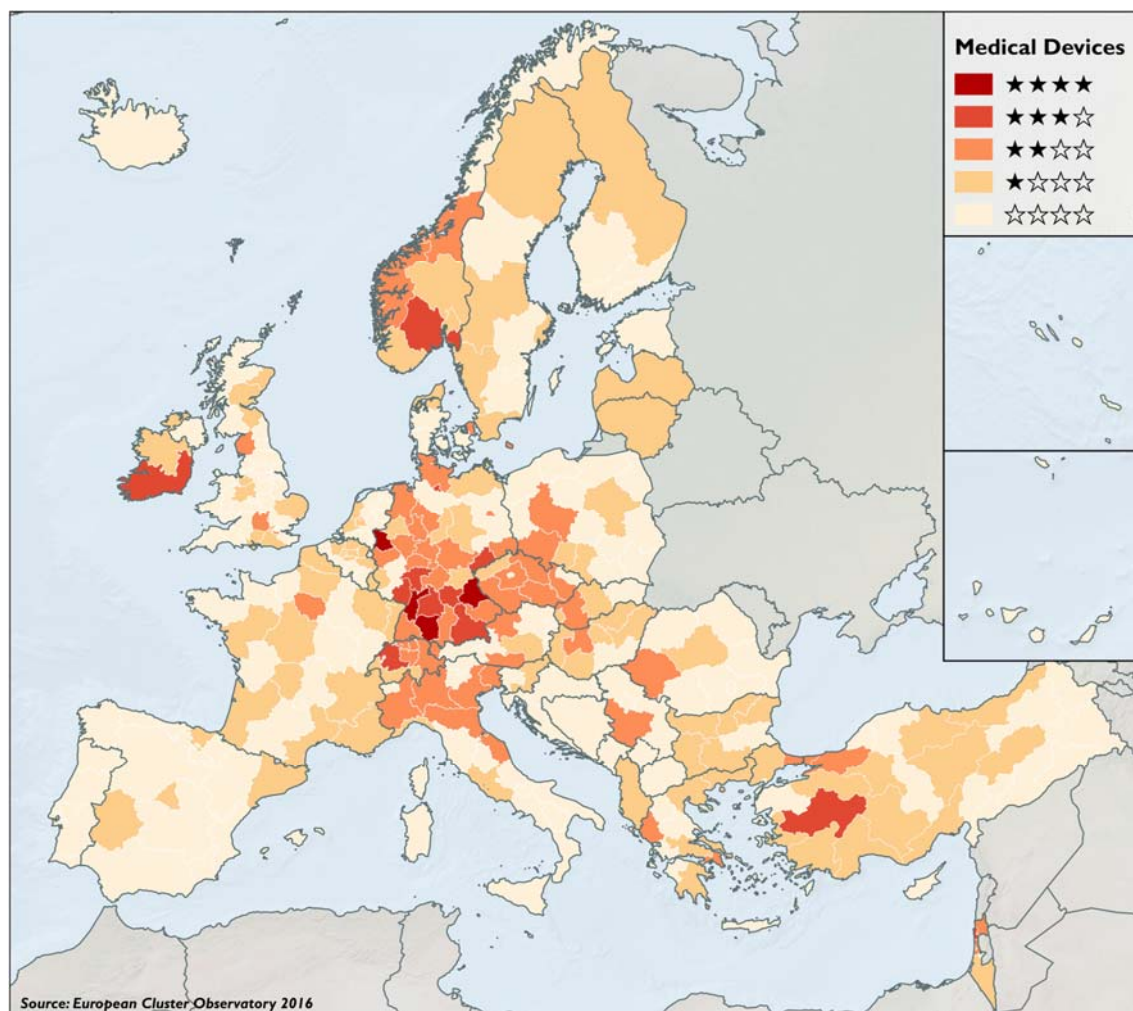 Medical Devices
★★★★
★★★☆
★★☆☆
★☆☆☆
☆☆☆☆
Source: European Cluster Observatory 2016